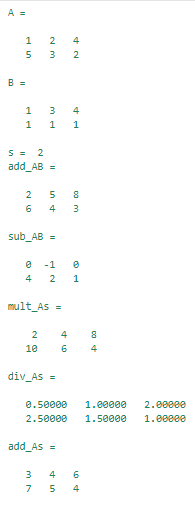 A =
1 2 4
5 3 2
B =
1 3 4
1 1 1
s = 2
add_AB =
2 5 8
6 4 3
sub_AB =
0 -1 0
4 2 1
mult_As =
2 4 8
10 6 4
div_As =
0.50000 1.00000 2.00000
2.50000 1.50000 1.00000
add_As =
3 4 6
7 5 4